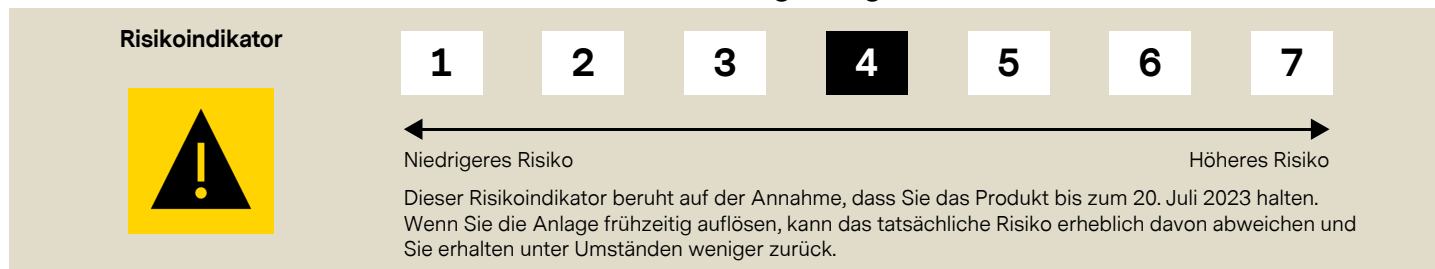 Risikoindikator
1 2 3 4 5 6 7
!
Niedrigeres Risiko Höheres Risiko
Dieser Risikoindikator beruht auf der Annahme, dass Sie das Produkt bis zum 20. Juli 2023 halten.
Wenn Sie die Anlage frühzeitig auflösen, kann das tatsächliche Risiko erheblich davon abweichen und
Sie erhalten unter Umständen weniger zurück.